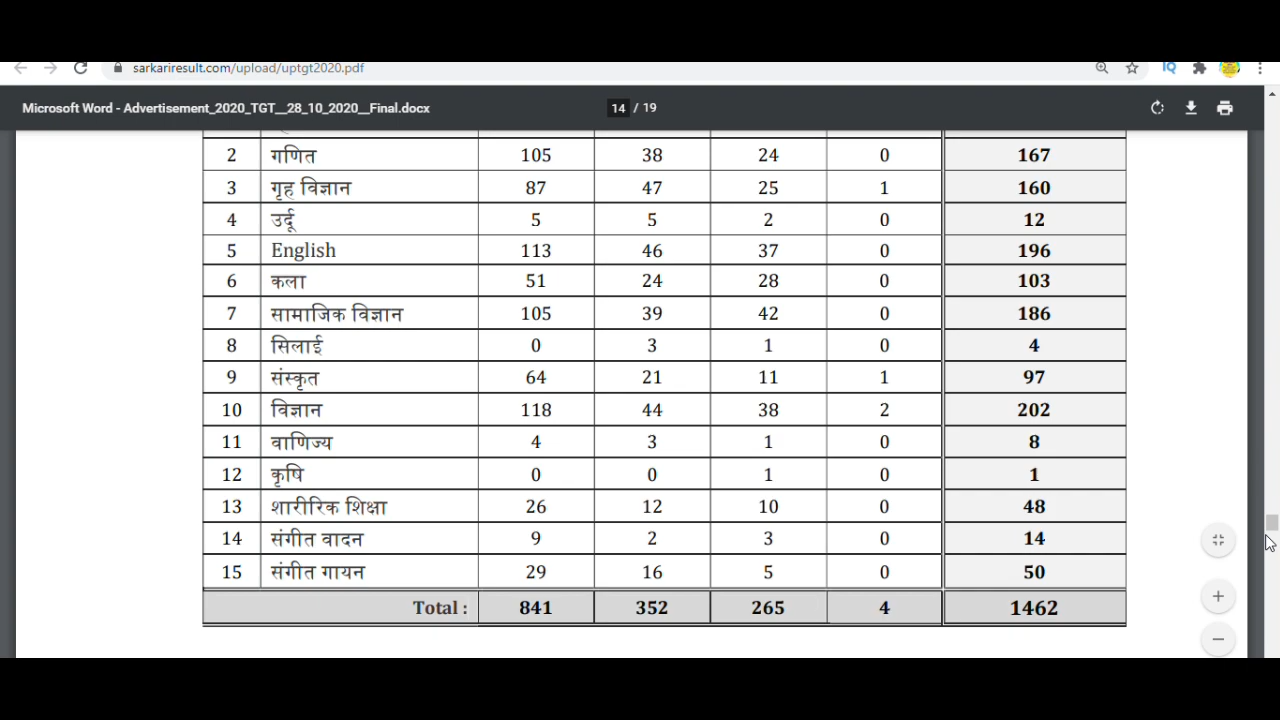 sarkariresult.com/upload/uptgt2020.pdf
IQ
Microsoft Word - Advertisement_2020_TGT__28_10_2020__Final.docx 14 / 19
2 गणित 105 38 24 0 167
3 गृह विज्ञान 87 47 25 1 160
4 उर्दू 5 5 2 0 12
5 English 113 46 37 0 196
6 कला 51 24 28 0 103
7 सामाजिक विज्ञान 105 39 42 0 186
8 सिलाई 0 3 1 0 4
9 संस्कृत 64 21 11 1 97
10 विज्ञान 118 44 38 2 202
11 वाणिज्य 4 3 1 0 8
12 कृषि 0 0 1 0 1
13 शारीरिक शिक्षा 26 12 10 0 48
14 संगीत वादन 9 2 3 0 14
15 संगीत गायन 29 16 5 0 50
Total : 841 352 265 4 1462